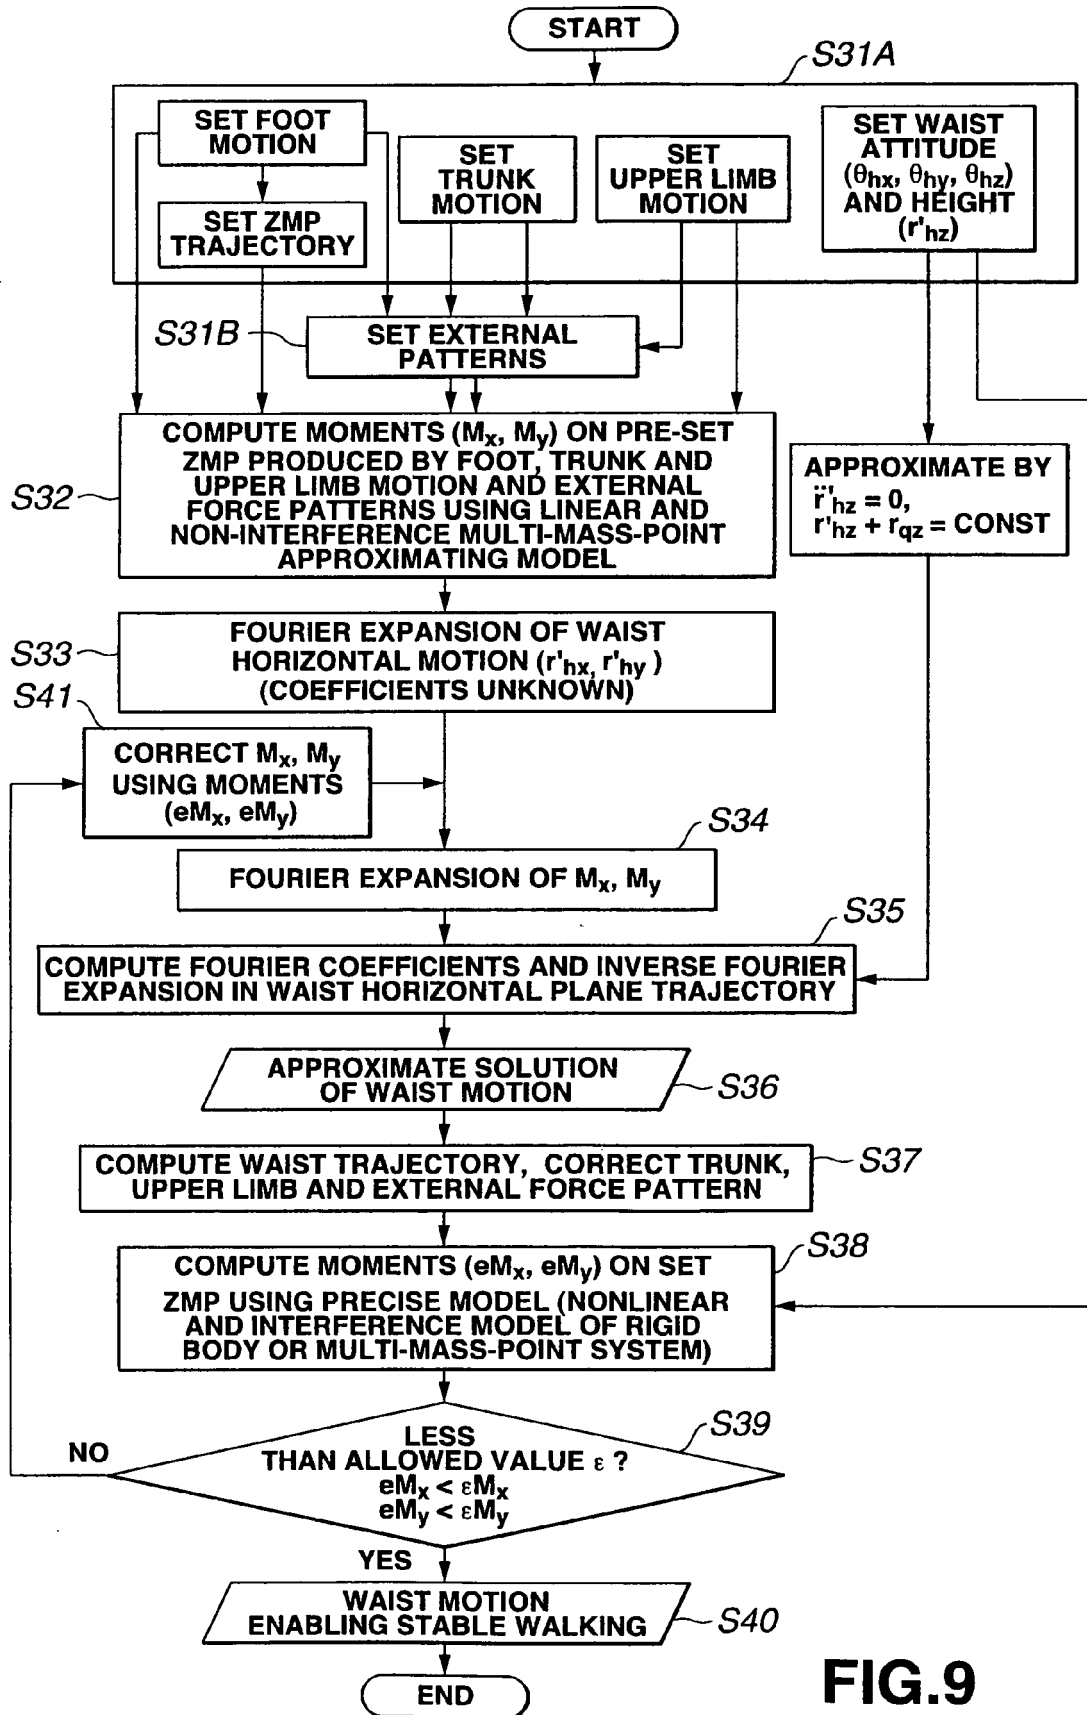 START
S31A
SET FOOT
MOTION
SET ZMP
TRAJECTORY
SET
TRUNK
MOTION
SET
UPPER LIMB
MOTION
SET WAIST
ATTITUDE
(θhx, θhy, θhz)
AND HEIGHT
(r'hz)
S31B
SET EXTERNAL
PATTERNS
S32
COMPUTE MOMENTS (Mx, My) ON PRE-SET
ZMP PRODUCED BY FOOT, TRUNK AND
UPPER LIMB MOTION AND EXTERNAL
FORCE PATTERNS USING LINEAR AND
NON-INTERFERENCE MULTI-MASS-POINT
APPROXIMATING MODEL
APPROXIMATE BY
r̈'hz = 0,
r'hz + rqz = CONST
S33
FOURIER EXPANSION OF WAIST
HORIZONTAL MOTION (r'hx, r'hy)
(COEFFICIENTS UNKNOWN)
S41
CORRECT Mx, My
USING MOMENTS
(eMx, eMy)
S34
FOURIER EXPANSION OF Mx, My
S35
COMPUTE FOURIER COEFFICIENTS AND INVERSE FOURIER
EXPANSION IN WAIST HORIZONTAL PLANE TRAJECTORY
APPROXIMATE SOLUTION
OF WAIST MOTION
S36
COMPUTE WAIST TRAJECTORY, CORRECT TRUNK,
UPPER LIMB AND EXTERNAL FORCE PATTERN
S37
COMPUTE MOMENTS (eMx, eMy) ON SET
ZMP USING PRECISE MODEL (NONLINEAR
AND INTERFERENCE MODEL OF RIGID
BODY OR MULTI-MASS-POINT SYSTEM)
S38
S39
NO
LESS
THAN ALLOWED VALUE ε ?
eMx < εMx
eMy < εMy
YES
WAIST MOTION
ENABLING STABLE WALKING
S40
END
FIG.9